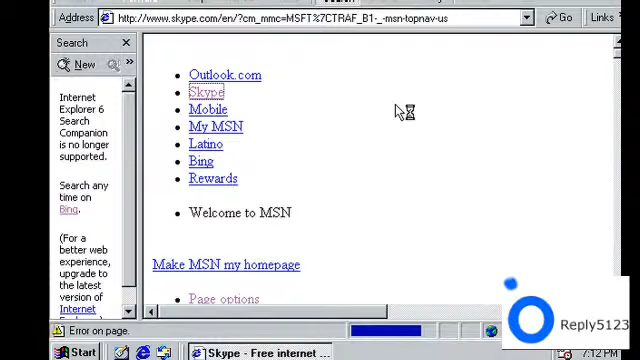 Address http://www.skype.com/en/?cm_mmc=MSFT%7CTRAF_B1-_-msn-topnav-us Go Links »
Search
New »
Internet
Explorer 6
Search
Companion
is no longer
supported.
Search any
time on
Bing.
(For a
better web
experience,
upgrade to
the latest
version of
Internet
Outlook.com
Skype
Mobile
My MSN
Latino
Bing
Rewards
Welcome to MSN
Make MSN my homepage
Page options
Reply5123
Error on page.
Start
Skype - Free internet
7:12 PM